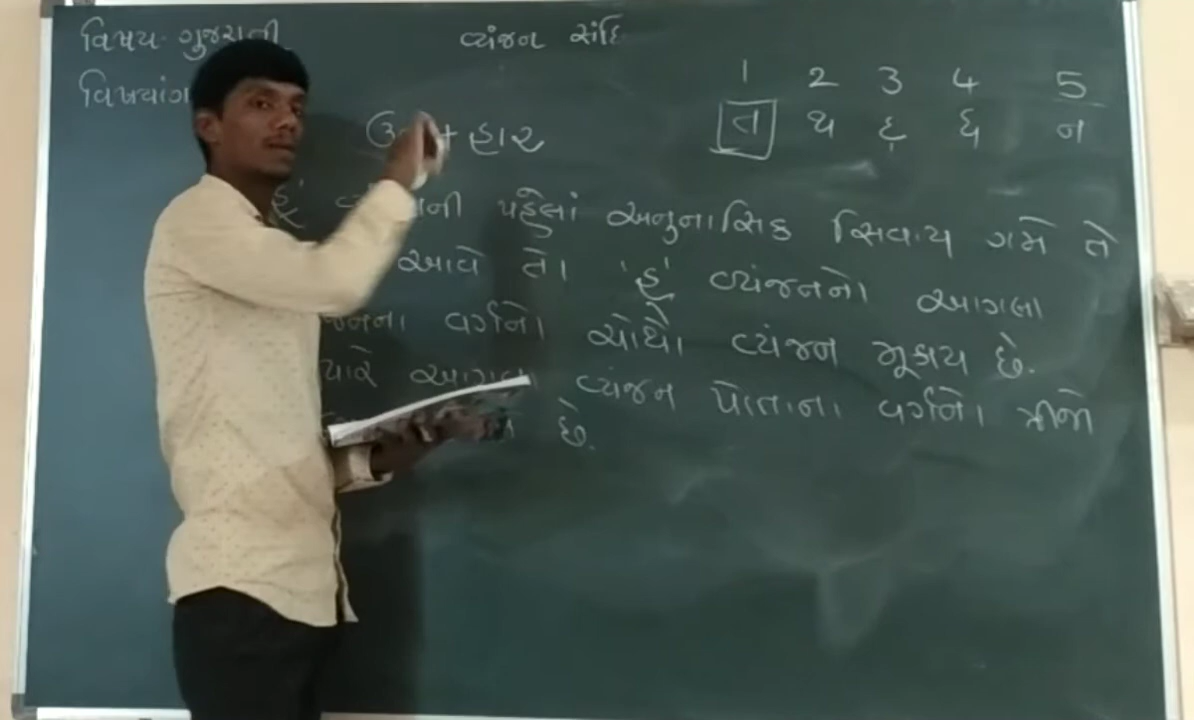 વિષય ગુજરાતી
વ્યંજન સંધિ
વિષયાંગ
1 2 3 4 5
ત થ દ ધ ન
+ હાર
પહેલાં અનુનાસિક સિવાય ગમે તે
આવે તો 'હ્' વ્યંજનનો આગલા
વર્ગનો ચોથો વ્યંજન મૂકાય છે.
આગલો વ્યંજન પોતાના વર્ગનો ત્રીજો
છે.